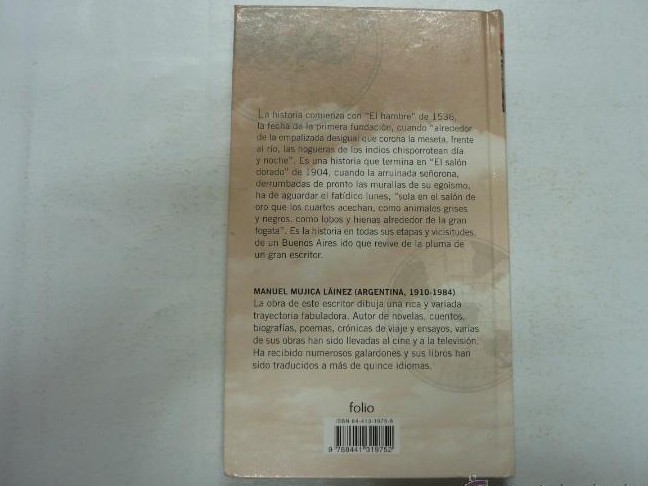 La historia comienza con "El hambre" de 1536,
la fecha de la primera fundación, cuando "alrededor
de la empalizada desigual que corona la meseta, frente
al río, las hogueras de los indios chisporrotean día
y noche". Es una historia que termina en "El salón
dorado" de 1904, cuando la arruinada señorona,
derrumbadas de pronto las murallas de su egoísmo,
ha de aguardar el fatídico lunes, "sola en el salón de
oro que los cuartos acechan, como animales grises
y negros, como lobos y hienas alrededor de la gran
fogata". Es la historia en todas sus etapas y vicisitudes
de un Buenos Aires ido que revive de la pluma de
un gran escritor.
MANUEL MUJICA LÁINEZ (ARGENTINA, 1910-1984)
La obra de este escritor dibuja una rica y variada
trayectoria fabuladora. Autor de novelas, cuentos,
biografías, poemas, crónicas de viaje y ensayos, varias
de sus obras han sido llevadas al cine y a la televisión.
Ha recibido numerosos galardones y sus libros han
sido traducidos a más de quince idiomas.
folio
ISBN 84-413-1975-8
9 788441 319752